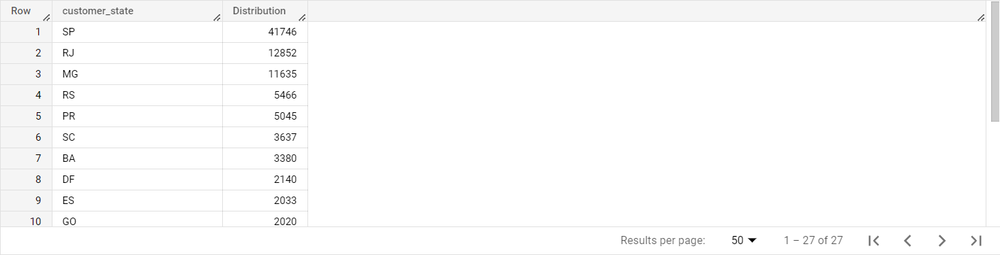 Row customer_state Distribution
1 SP 41746
2 RJ 12852
3 MG 11635
4 RS 5466
5 PR 5045
6 SC 3637
7 BA 3380
8 DF 2140
9 ES 2033
10 GO 2020
Results per page: 50 1 – 27 of 27